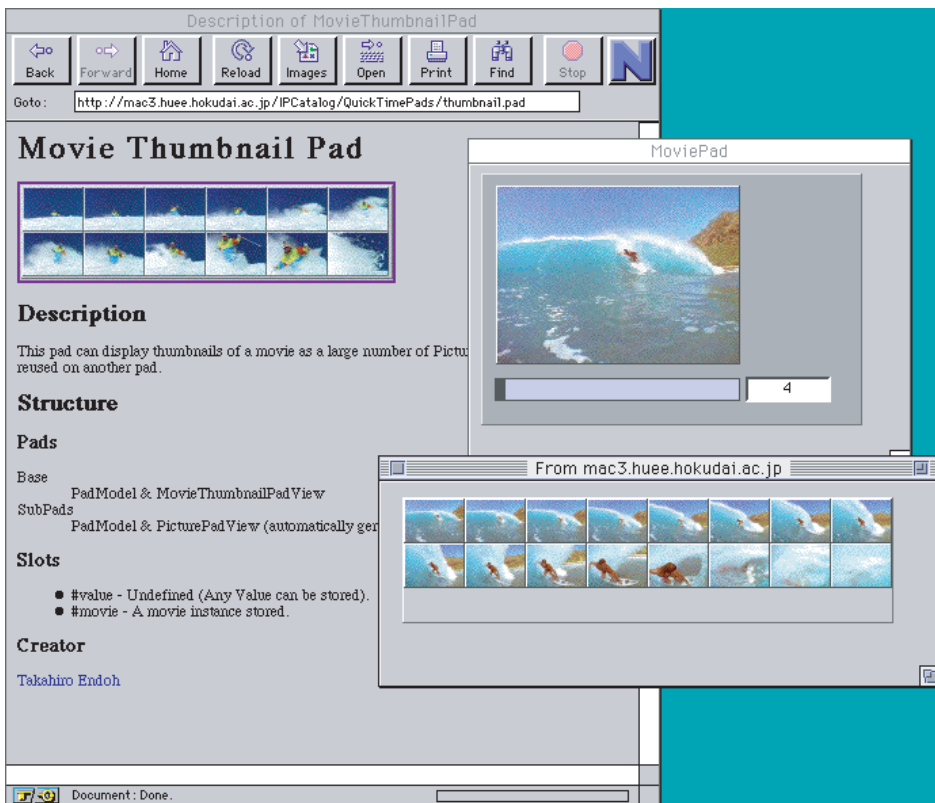 Description of MovieThumbnailPad
Back Forward Home Reload Images Open Print Find Stop N
Goto: http://mac3.huee.hokudai.ac.jp/IPCatalog/QuickTimePads/thumbnail.pad
Movie Thumbnail Pad
Description
This pad can display thumbnails of a movie as a large number of
reused on another pad.
Structure
Pads
Base
PadModel & MovieThumbnailPadView
SubPads
PadModel & PicturePadView (automatically
Slots
#value - Undefined (Any Value can be stored).
#movie - A movie instance stored.
Creator
Takahiro Endoh
Document: Done.
MoviePad
4
From mac3.huee.hokudai.ac.jp